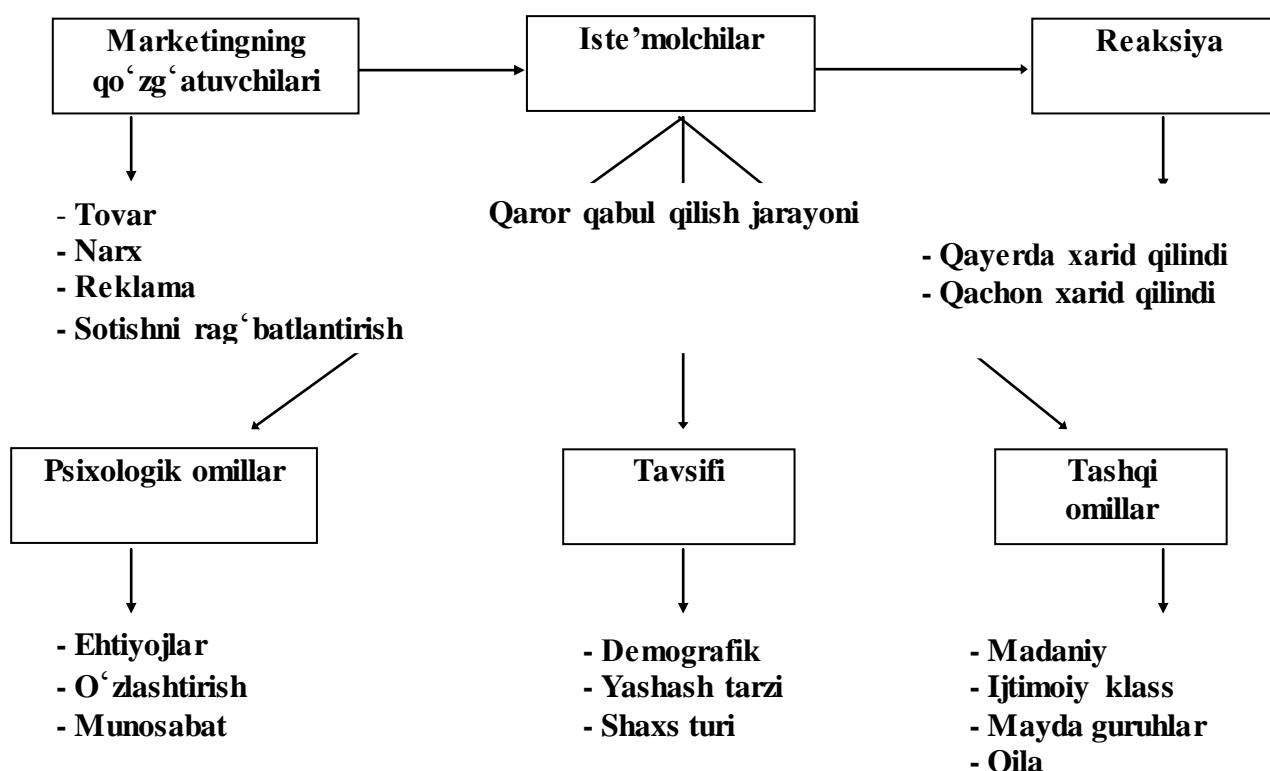 Marketingning
qo‘zg‘atuvchilari
Iste’molchilar
Reaksiya
- Tovar
- Narx
- Reklama
- Sotishni rag‘batlantirish
Qaror qabul qilish jarayoni
- Qayerda xarid qilindi
- Qachon xarid qilindi
Psixologik omillar
Tavsifi
Tashqi
omillar
- Ehtiyojlar
- O‘zlashtirish
- Munosabat
- Demografik
- Yashash tarzi
- Shaxs turi
- Madaniy
- Ijtimoiy klass
- Mayda guruhlar
- Oila